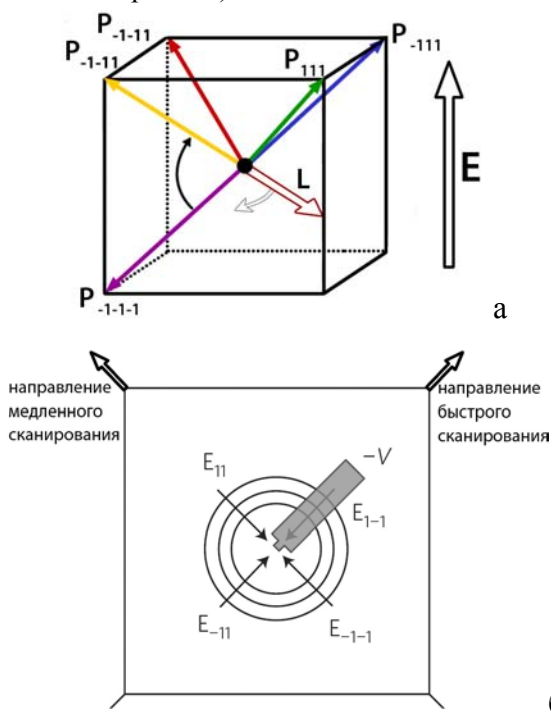 P-1-11
P-1-11
P111
P-111
L
E
P-1-1-1
а
направление
медленного
сканирования
направление
быстрого
сканирования
–V
E11
E1–1
E–11
E–1–1